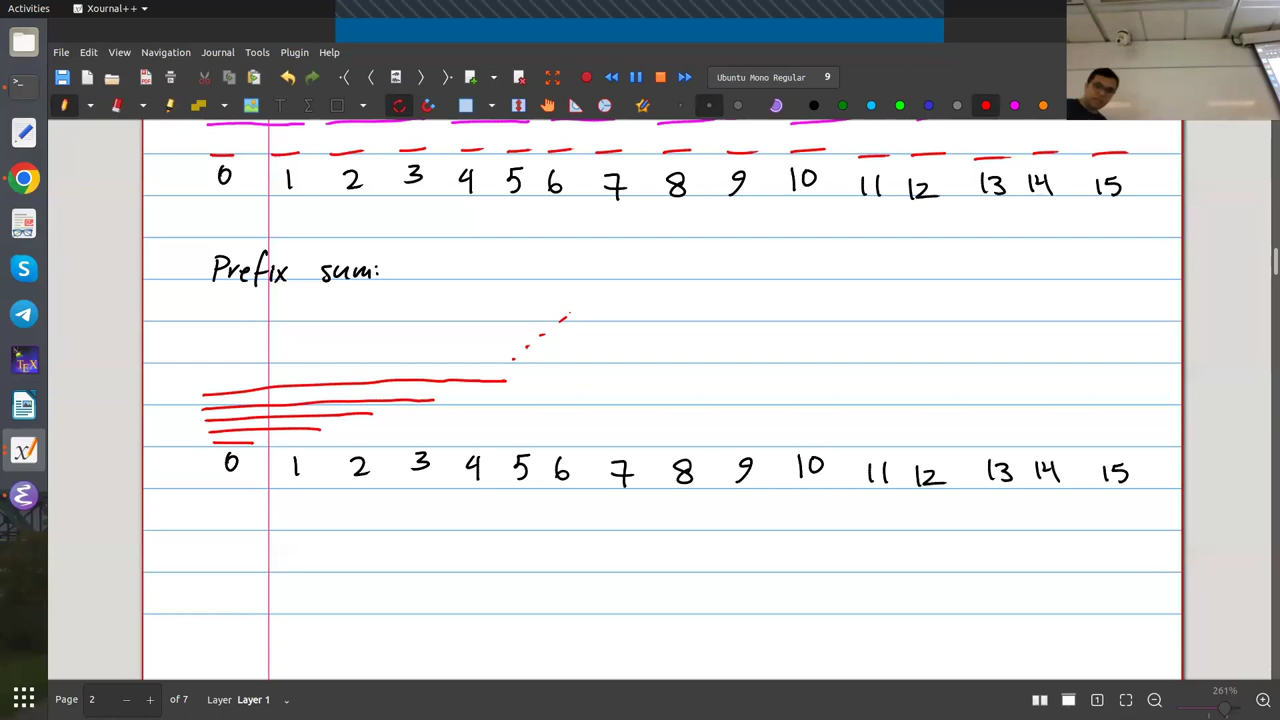 Activities Xournal++
File Edit View Navigation Journal Tools Plugin Help
Ubuntu Mono Regular 9
0 1 2 3 4 5 6 7 8 9 10 11 12 13 14 15
Prefix sum:
0 1 2 3 4 5 6 7 8 9 10 11 12 13 14 15
Page 2 of 7 Layer Layer 1 261%